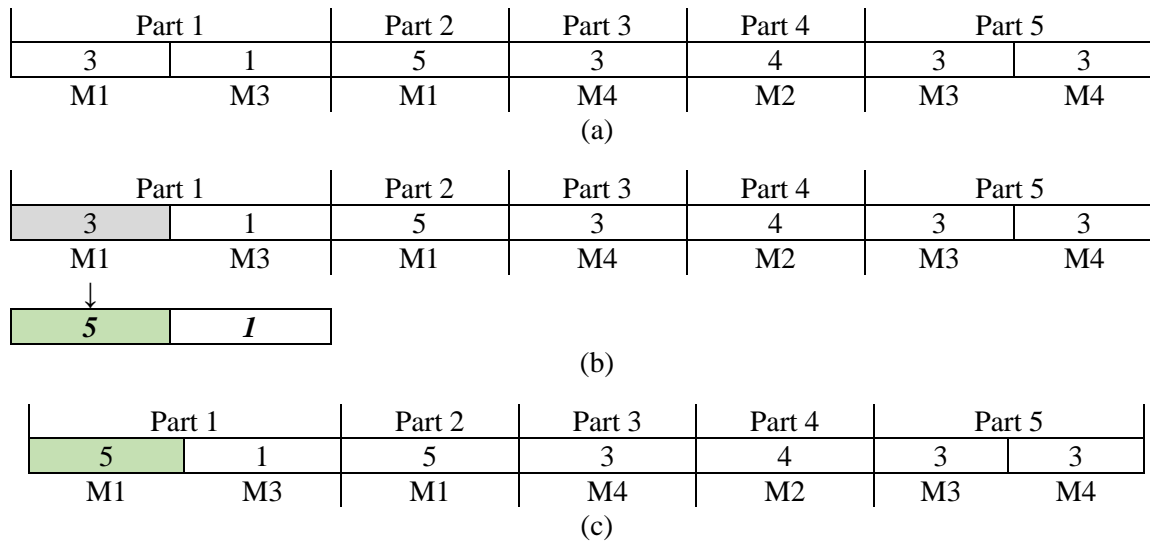 Part 1 Part 2 Part 3 Part 4 Part 5
3 1 5 3 4 3 3
M1 M3 M1 M4 M2 M3 M4
(a)
Part 1 Part 2 Part 3 Part 4 Part 5
3 1 5 3 4 3 3
M1 M3 M1 M4 M2 M3 M4
↓
5 1
(b)
Part 1 Part 2 Part 3 Part 4 Part 5
5 1 5 3 4 3 3
M1 M3 M1 M4 M2 M3 M4
(c)